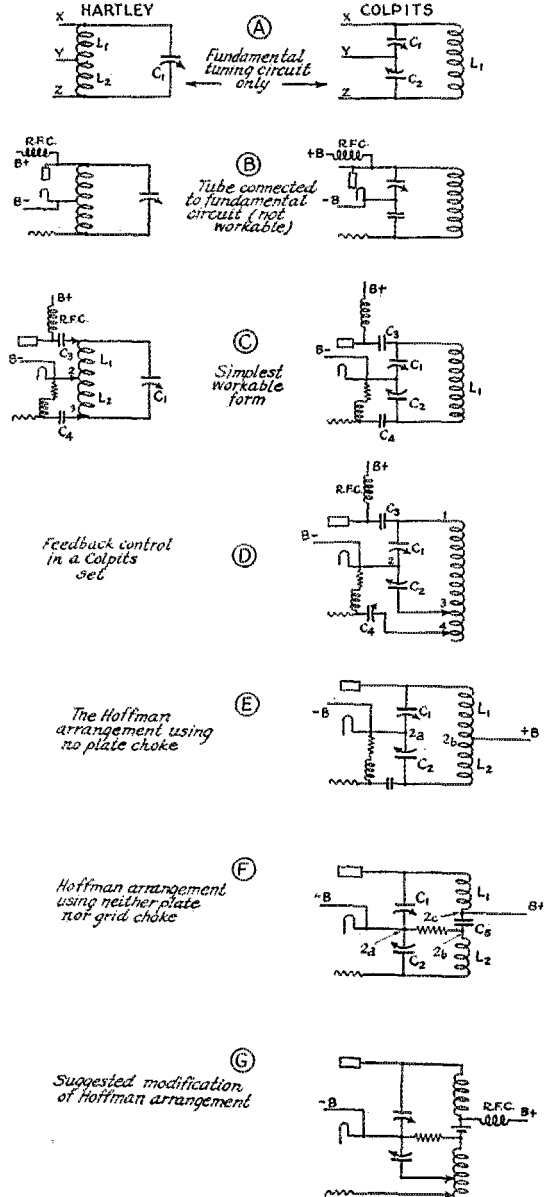 HARTLEY
COLPITS
A
X
Y
Z
L1
L2
C1
Fundamental
tuning circuit
only
X
Y
Z
C1
C2
L1
B
R.F.C.
B+
B-
Tube connected
to fundamental
circuit (not
workable)
R.F.C.
+B
-B
C
B+
R.F.C.
C3
B-
L1
2
L2
3
C4
C1
Simplest
workable
form
B+
C3
B-
C1
C2
C4
L1
D
Feedback control
in a Colpits
set
B+
R.F.C.
C3
1
B-
C1
2
C2
3
C4
4
E
The Hoffman
arrangement using
no plate choke
-B
C1
2a
C2
L1
2b
L2
+B
F
Hoffman arrangement
using neither plate
nor grid choke
-B
C1
2d
C2
L1
2c
B+
C5
2b
L2
G
Suggested modification
of Hoffman arrangement
-B
R.F.C.
B+